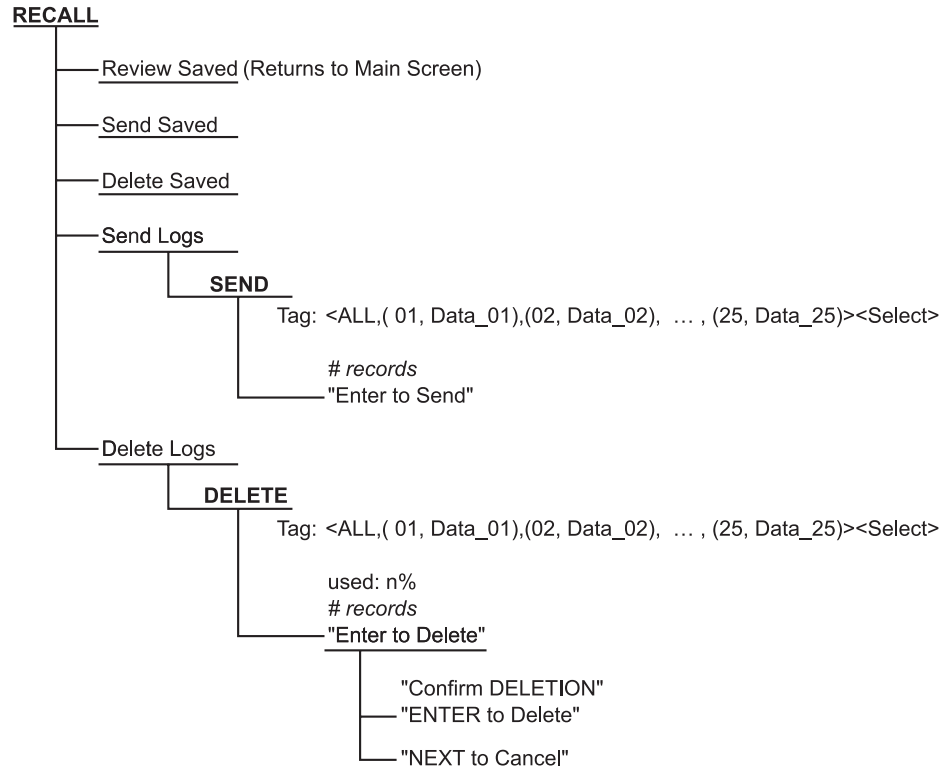 RECALL
Review Saved (Returns to Main Screen)
Send Saved
Delete Saved
Send Logs
SEND
Tag: <ALL,( 01, Data_01),(02, Data_02),  … , (25, Data_25)><Select>
# records
"Enter to Send"
Delete Logs
DELETE
Tag: <ALL,( 01, Data_01),(02, Data_02),  … , (25, Data_25)><Select>
used: n%
# records
"Enter to Delete"
"Confirm DELETION"
"ENTER to Delete"
"NEXT to Cancel"